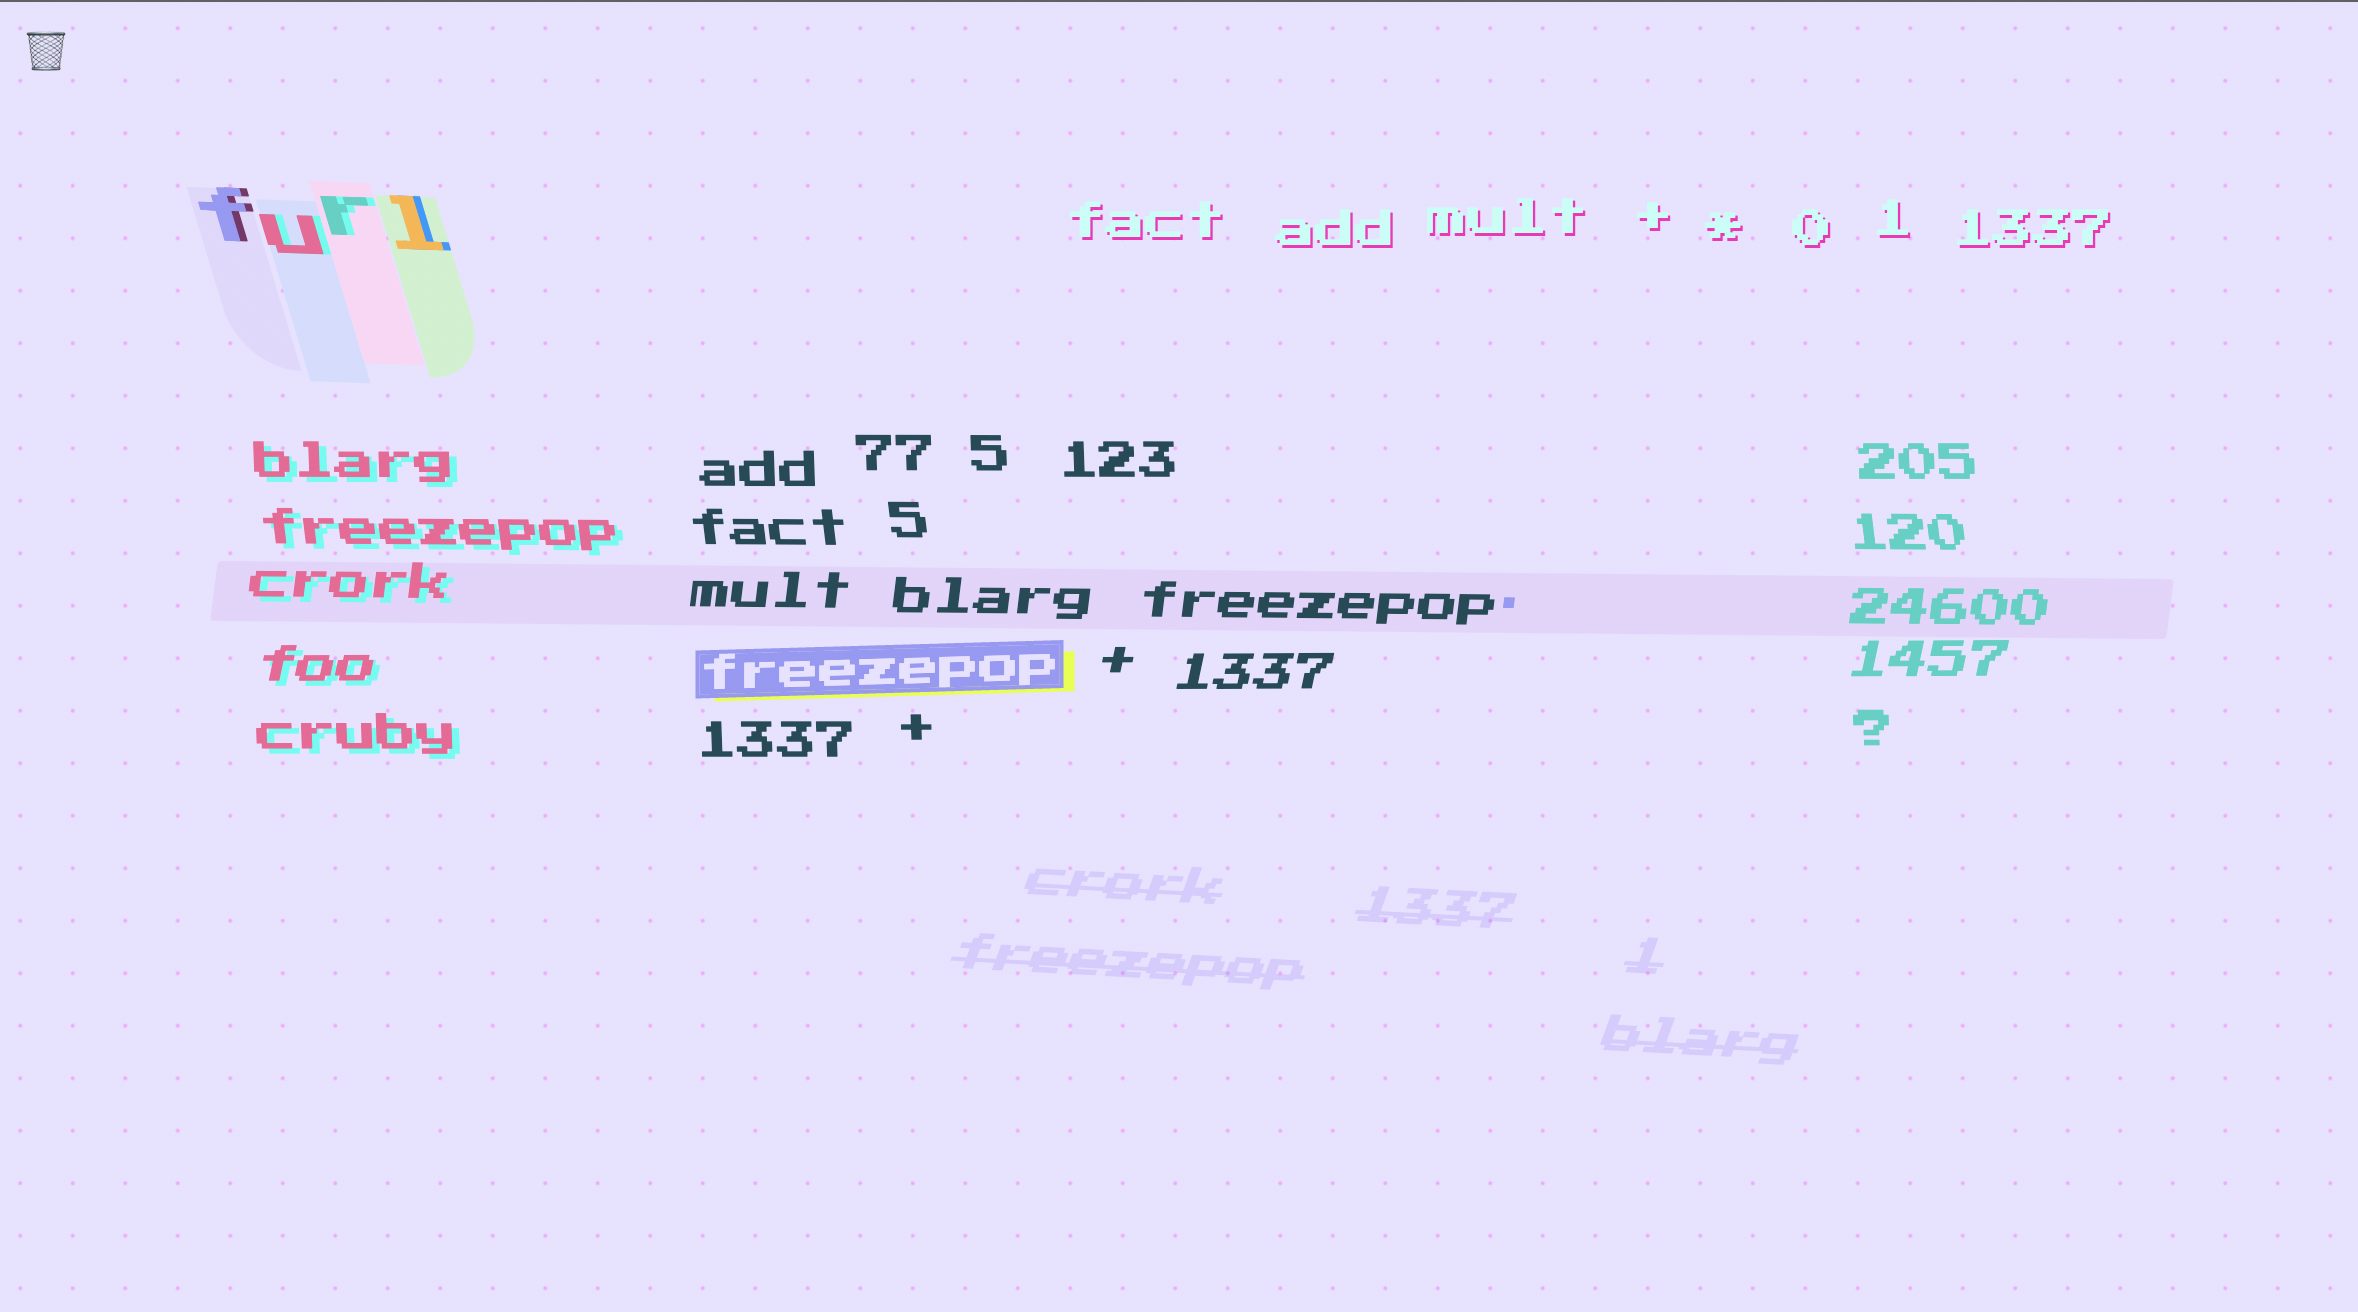 furl
fact add mult + * 0 1 1337
blarg add 77 5 123 205
freezepop fact 5 120
crork mult blarg freezepop 24600
foo freezepop + 1337 1457
cruby 1337 + ?
crork 1337
freezepop 1
blarg